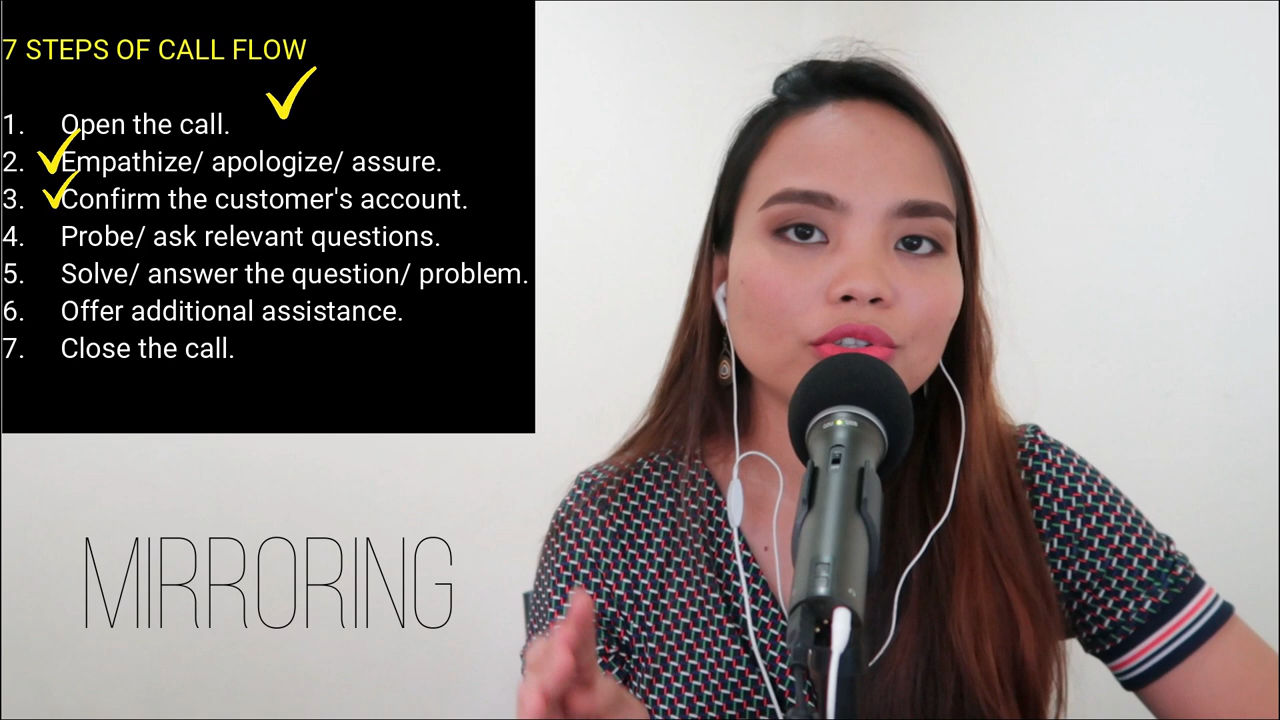 7 STEPS OF CALL FLOW
1. Open the call.
2. Empathize/ apologize/ assure.
3. Confirm the customer's account.
4. Probe/ ask relevant questions.
5. Solve/ answer the question/ problem.
6. Offer additional assistance.
7. Close the call.
MIRRORING